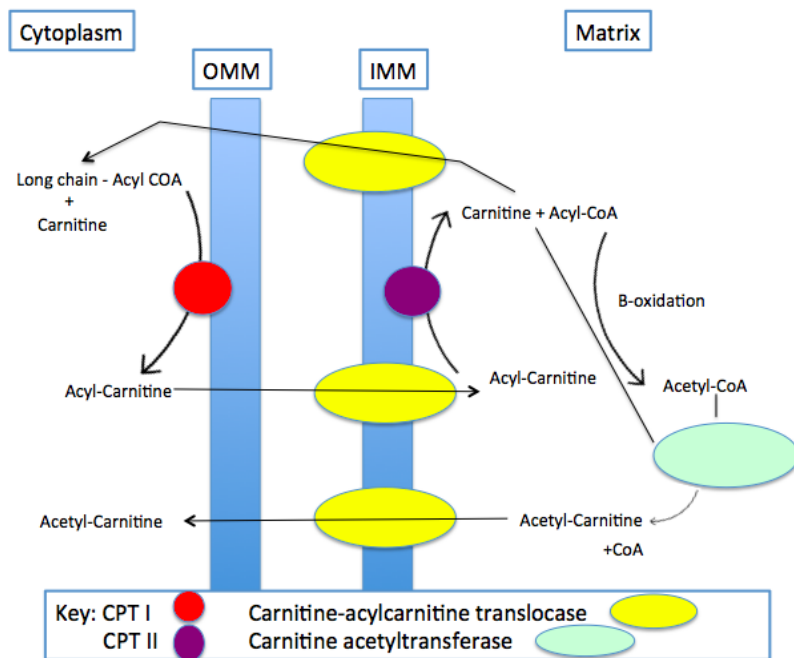 Cytoplasm
Matrix
OMM
IMM
Long chain - Acyl COA
+
Carnitine
Carnitine + Acyl-CoA
B-oxidation
Acyl-Carnitine
Acyl-Carnitine
Acetyl-CoA
Acetyl-Carnitine
Acetyl-Carnitine
+CoA
Key: CPT I
Carnitine-acylcarnitine translocase
CPT II
Carnitine acetyltransferase